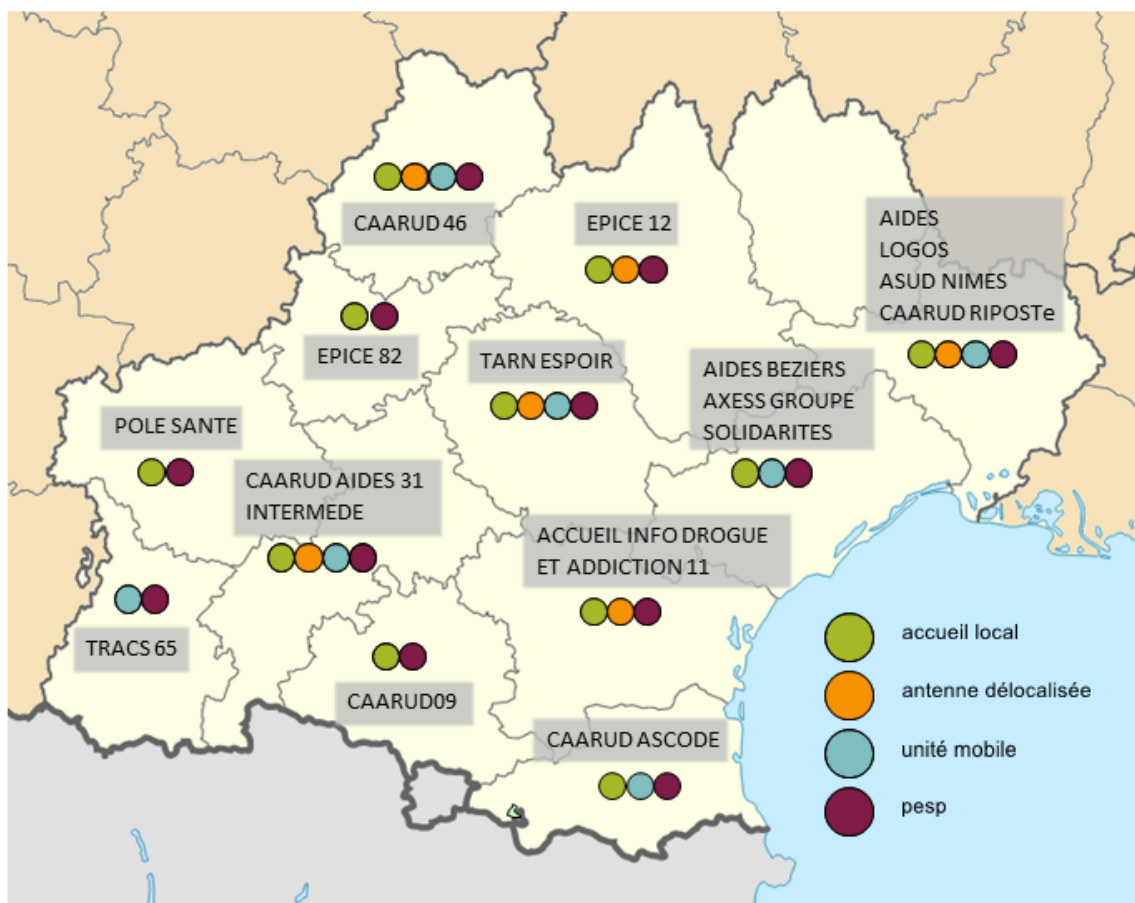 CAARUD 46
EPICE 12
AIDES
LOGOS
ASUD NIMES
CAARUD RIPOSTe
EPICE 82
TARN ESPOIR
AIDES BEZIERS
AXESS GROUPE
SOLIDARITES
POLE SANTE
CAARUD AIDES 31
INTERMEDE
ACCUEIL INFO DROGUE
ET ADDICTION 11
TRACS 65
CAARUD09
CAARUD ASCODE
accueil local
antenne délocalisée
unité mobile
pesp